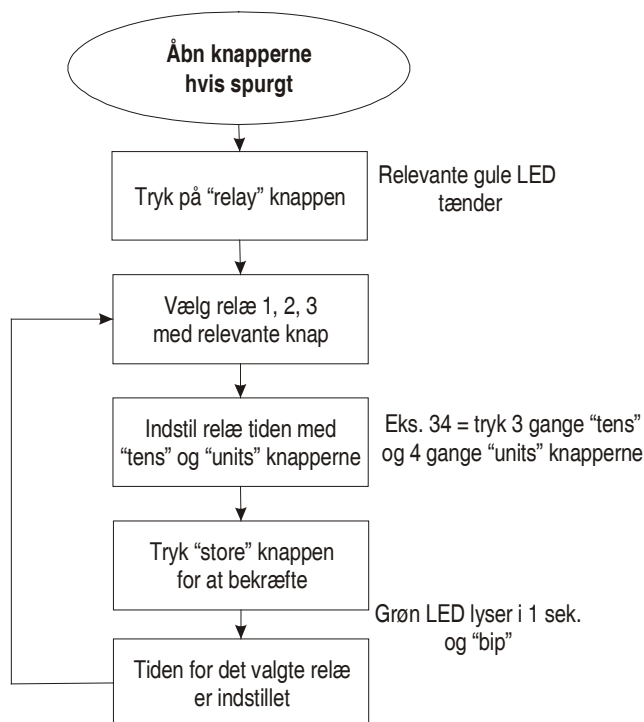 Åbn knapperne
hvis spurgt
Tryk på “relay” knappen
Relevante gule LED
tænder
Vælg relæ 1, 2, 3
med relevante knap
Indstil relæ tiden med
“tens” og “units” knapperne
Eks. 34 = tryk 3 gange “tens”
og 4 gange “units” knapperne
Tryk “store” knappen
for at bekræfte
Grøn LED lyser i 1 sek.
og “bip”
Tiden for det valgte relæ
er indstillet